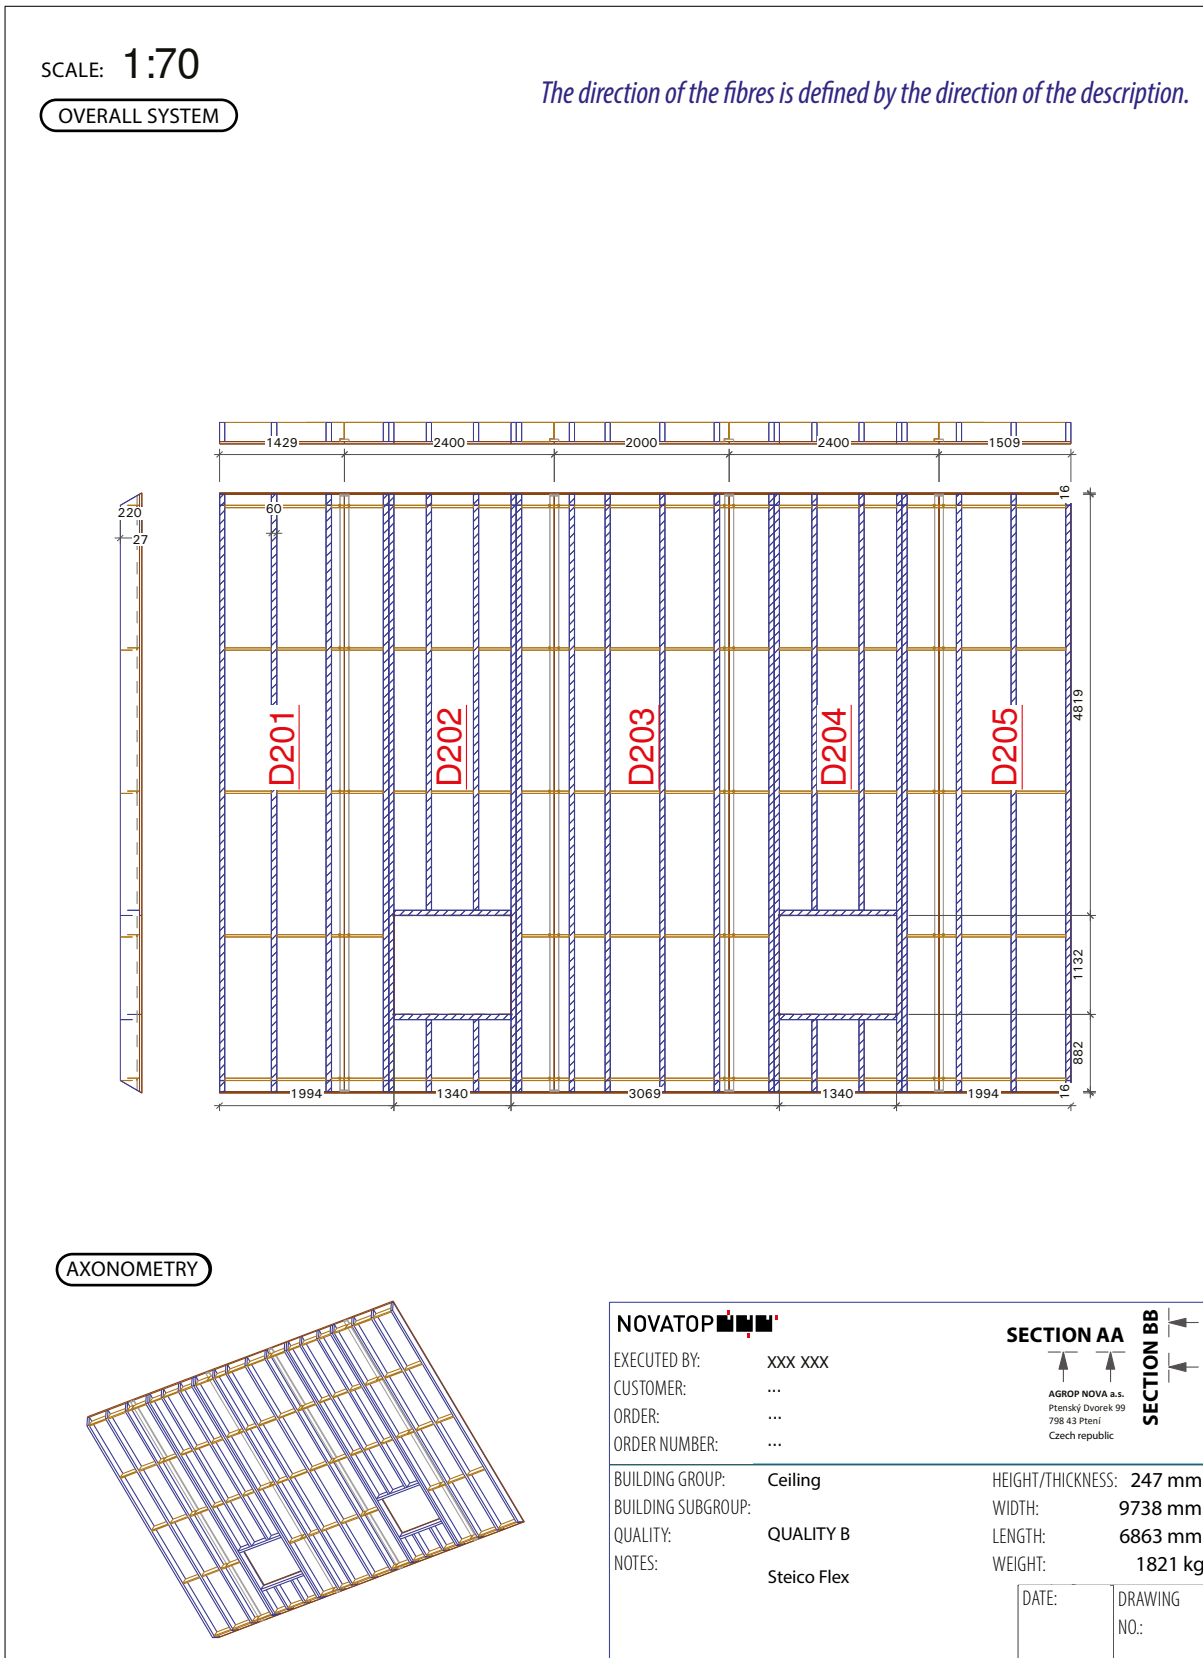 SCALE: 1:70
OVERALL SYSTEM
The direction of the fibres is defined by the direction of the description.
1429 2400 2000 2400 1509
220
27
60
16
4819
1132
882
16
D201 D202 D203 D204 D205
1994 1340 3069 1340 1994
AXONOMETRY
NOVATOP
EXECUTED BY: XXX XXX
CUSTOMER: ...
ORDER: ...
ORDER NUMBER: ...
SECTION AA
SECTION BB
AGROP NOVA a.s.
Ptenský Dvorek 99
798 43 Ptení
Czech republic
BUILDING GROUP: Ceiling
BUILDING SUBGROUP:
QUALITY: QUALITY B
NOTES: Steico Flex
HEIGHT/THICKNESS: 247 mm
WIDTH: 9738 mm
LENGTH: 6863 mm
WEIGHT: 1821 kg
DATE:
DRAWING
NO.: